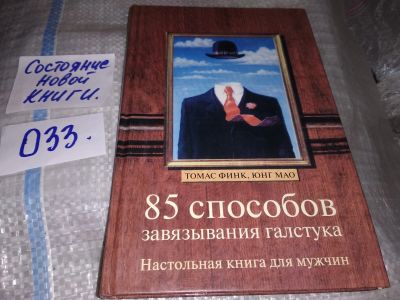 Состояние
новой
книги.
033.
ТОМАС ФИНК, ЮНГ МАО
85 способов
завязывания галстука
Настольная книга для мужчин